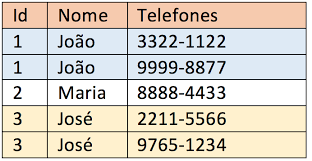 Id Nome Telefones
1 João 3322-1122
1 João 9999-8877
2 Maria 8888-4433
3 José 2211-5566
3 José 9765-1234